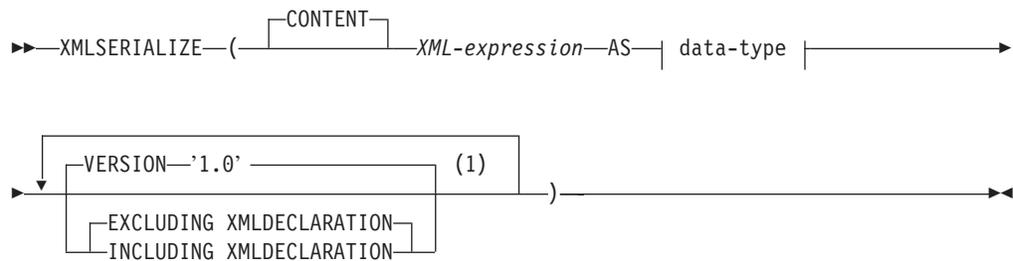 CONTENT
XMLSERIALIZE ( XML-expression AS data-type
VERSION ’1.0’ (1)
)
EXCLUDING XMLDECLARATION
INCLUDING XMLDECLARATION